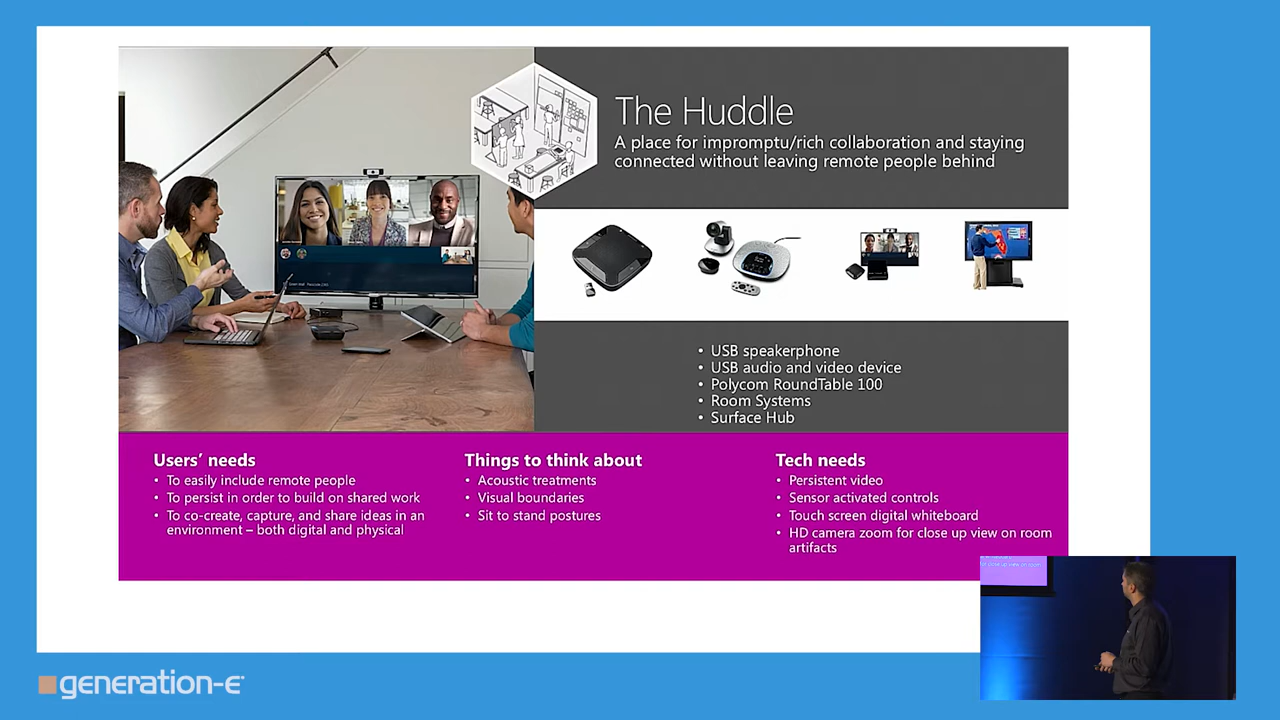 The Huddle
A place for impromptu/rich collaboration and staying
connected without leaving remote people behind
• USB speakerphone
• USB audio and video device
• Polycom RoundTable 100
• Room Systems
• Surface Hub
Users’ needs
• To easily include remote people
• To persist in order to build on shared work
• To co-create, capture, and share ideas in an
environment – both digital and physical
Things to think about
• Acoustic treatments
• Visual boundaries
• Sit to stand postures
Tech needs
• Persistent video
• Sensor activated controls
• Touch screen digital whiteboard
• HD camera zoom for close up view on room
artifacts
generation-e